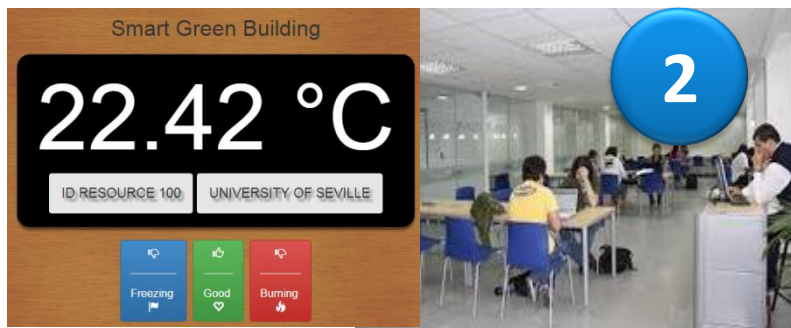 Smart Green Building
22.42 °C
ID RESOURCE 100 UNIVERSITY OF SEVILLE
Freezing Good Burning
2